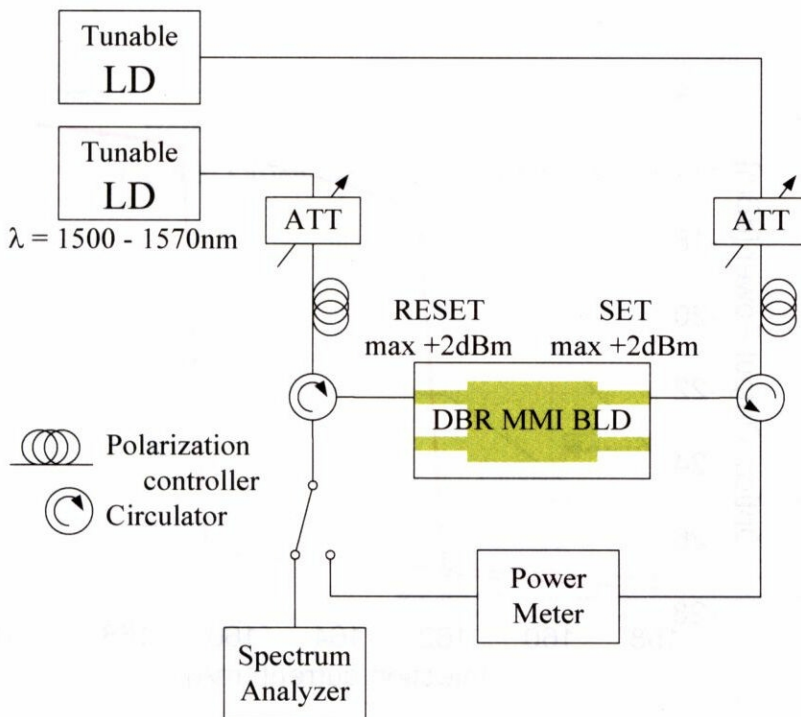 Tunable
LD
Tunable
LD
λ = 1500 - 1570nm
ATT
ATT
RESET
max +2dBm
SET
max +2dBm
DBR MMI BLD
Polarization
controller
Circulator
Power
Meter
Spectrum
Analyzer